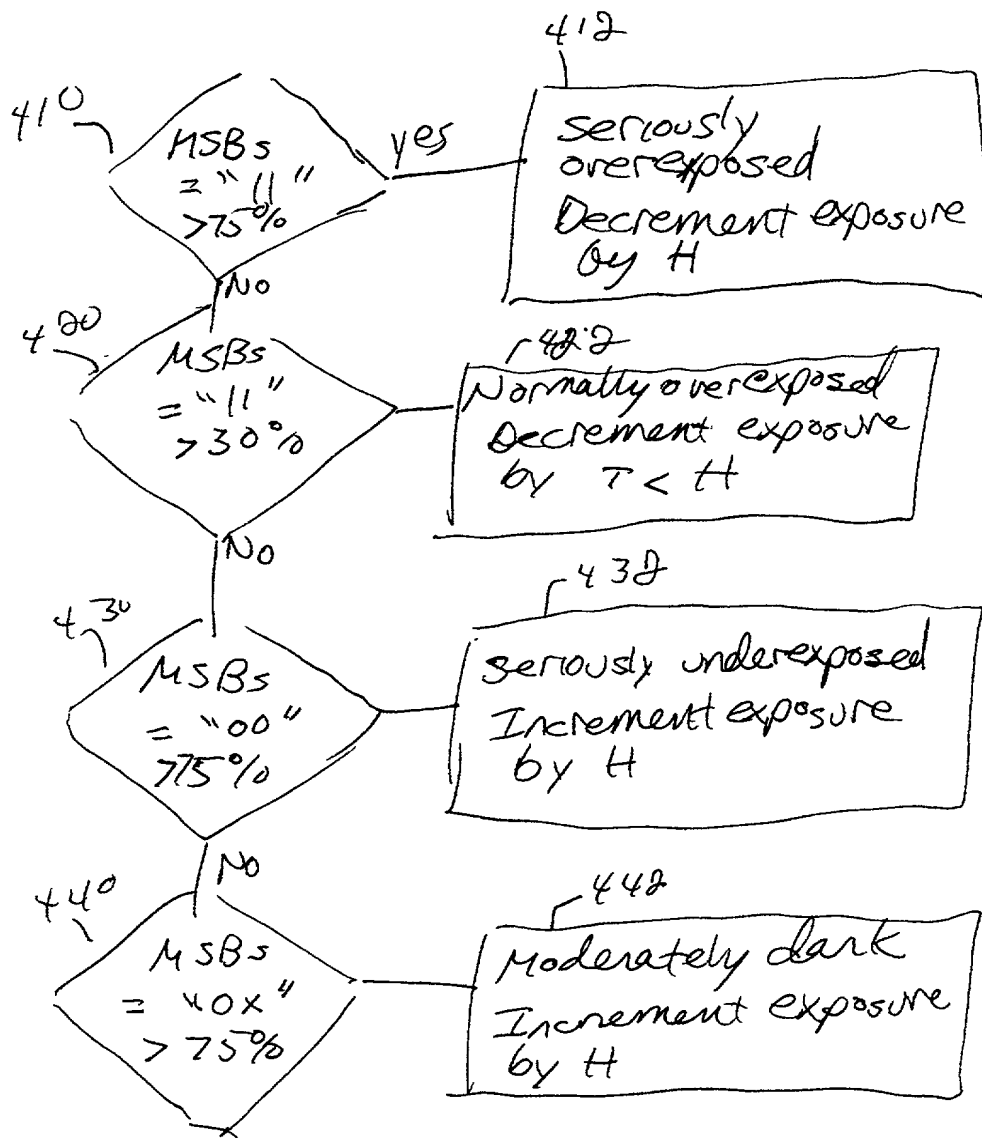 412
410
MSBs
= "11"
>75%
yes
seriously
overexposed
Decrement exposure
by H
No
420
MSBs
= "11"
>30%
422
Normally overexposed
Decrement exposure
by T < H
No
430
MSBs
= "00"
>75%
432
seriously underexposed
Increment exposure
by H
No
440
MSBs
= "0x"
> 75%
442
Moderately dark
Increment exposure
by H